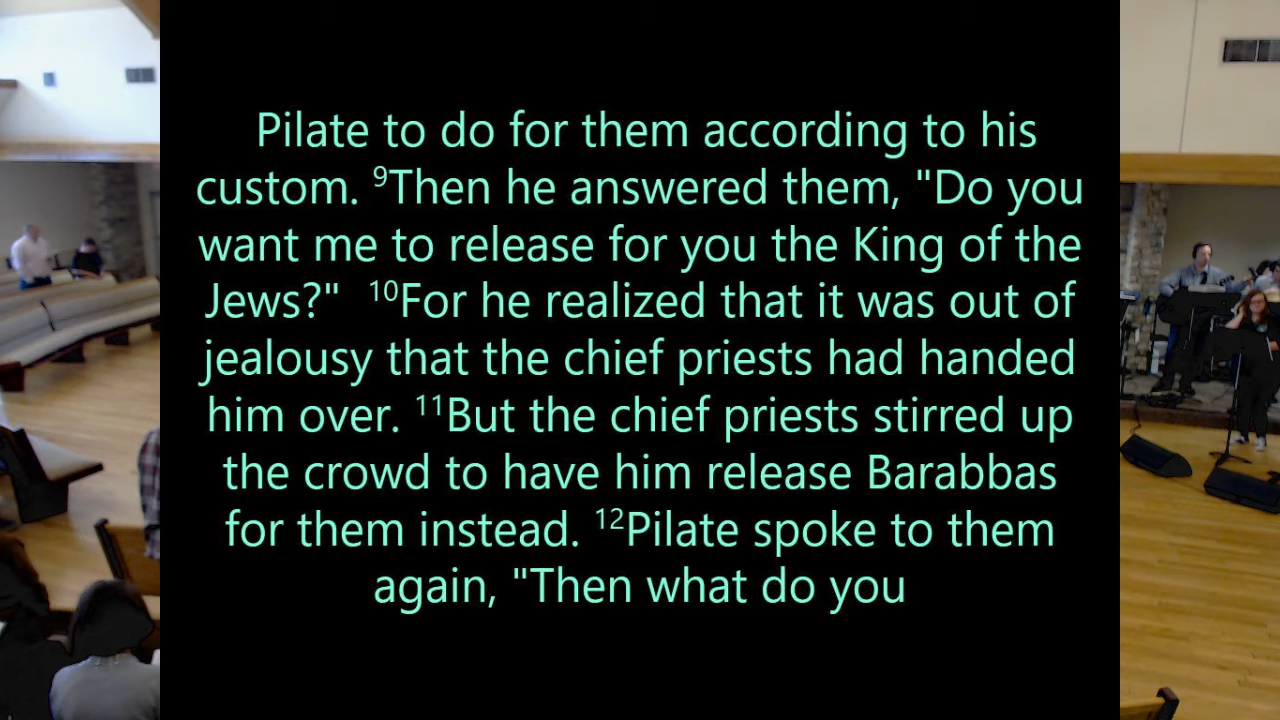 Pilate to do for them according to his
custom. ⁹Then he answered them, "Do you
want me to release for you the King of the
Jews?" ¹⁰For he realized that it was out of
jealousy that the chief priests had handed
him over. ¹¹But the chief priests stirred up
the crowd to have him release Barabbas
for them instead. ¹²Pilate spoke to them
again, "Then what do you